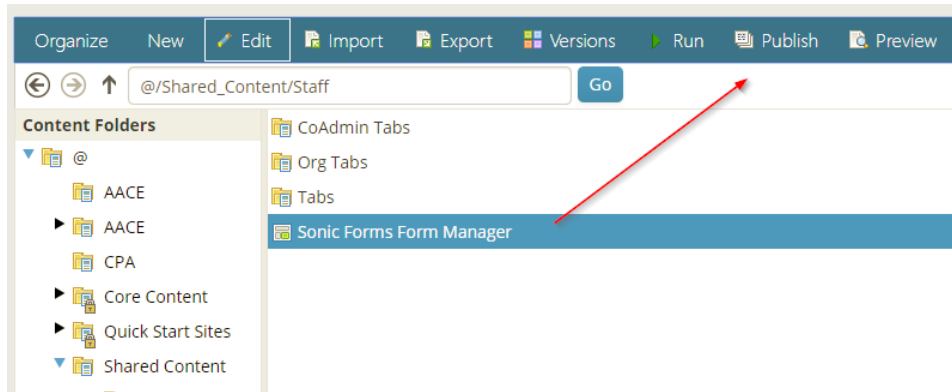 Organize New Edit Import Export Versions Run Publish Preview
@/Shared_Content/Staff Go
Content Folders
CoAdmin Tabs
@
Org Tabs
AACE
Tabs
AACE
Sonic Forms Form Manager
CPA
Core Content
Quick Start Sites
Shared Content